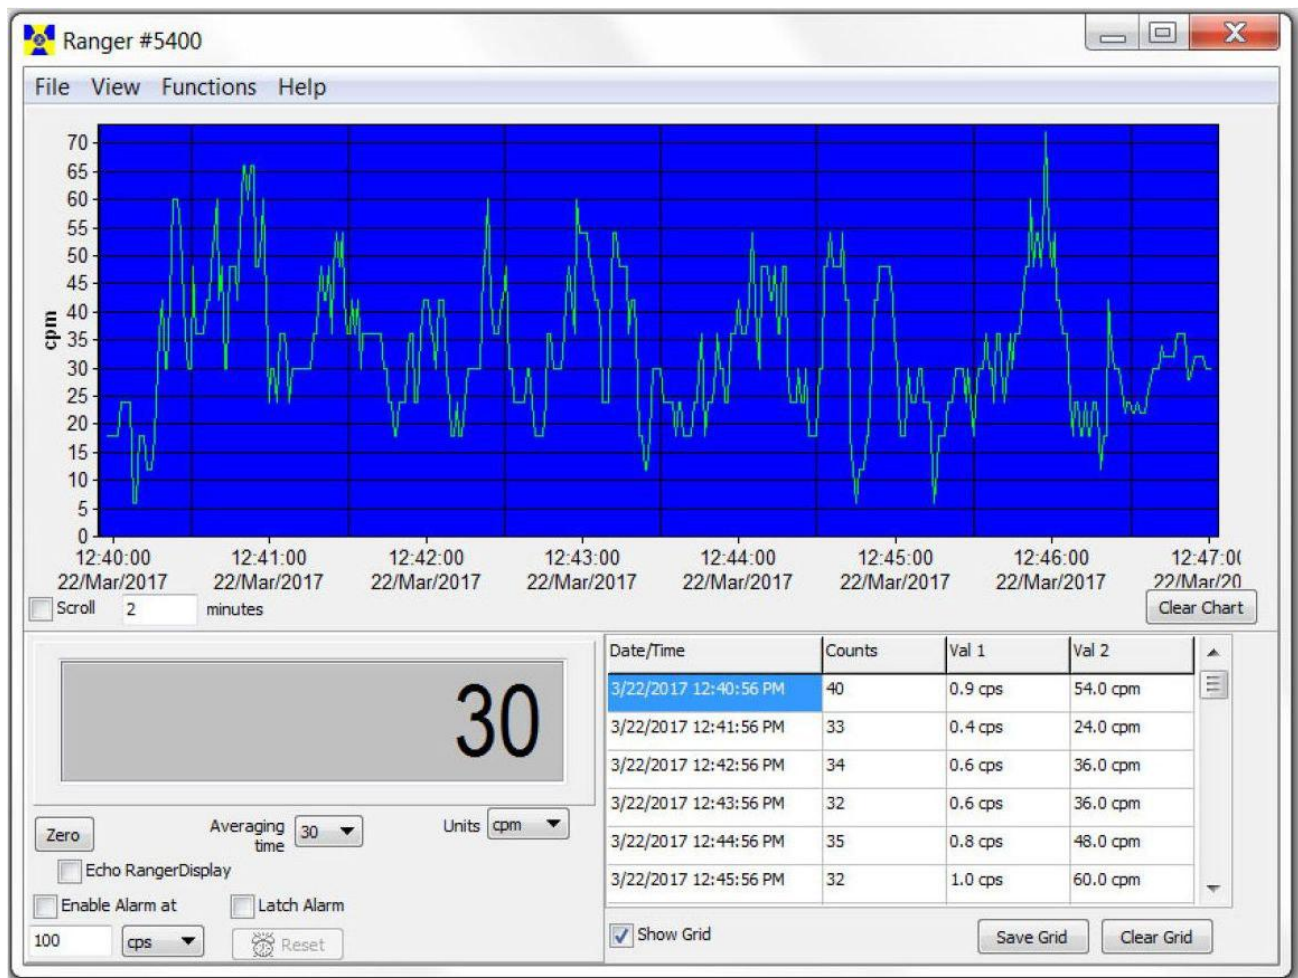 Ranger #5400
File View Functions Help
70
65
60
55
50
45
40
35
30
25
20
15
10
5
0
cpm
12:40:00 12:41:00 12:42:00 12:43:00 12:44:00 12:45:00 12:46:00 12:47:0
22/Mar/2017 22/Mar/2017 22/Mar/2017 22/Mar/2017 22/Mar/2017 22/Mar/2017 22/Mar/2017 22/Mar/20
Scroll 2 minutes
Clear Chart
30
Zero
Averaging time 30
Units cpm
Echo RangerDisplay
Enable Alarm at
Latch Alarm
100 cps
Reset
Date/Time Counts Val 1 Val 2
3/22/2017 12:40:56 PM 40 0.9 cps 54.0 cpm
3/22/2017 12:41:56 PM 33 0.4 cps 24.0 cpm
3/22/2017 12:42:56 PM 34 0.6 cps 36.0 cpm
3/22/2017 12:43:56 PM 32 0.6 cps 36.0 cpm
3/22/2017 12:44:56 PM 35 0.8 cps 48.0 cpm
3/22/2017 12:45:56 PM 32 1.0 cps 60.0 cpm
Show Grid
Save Grid
Clear Grid